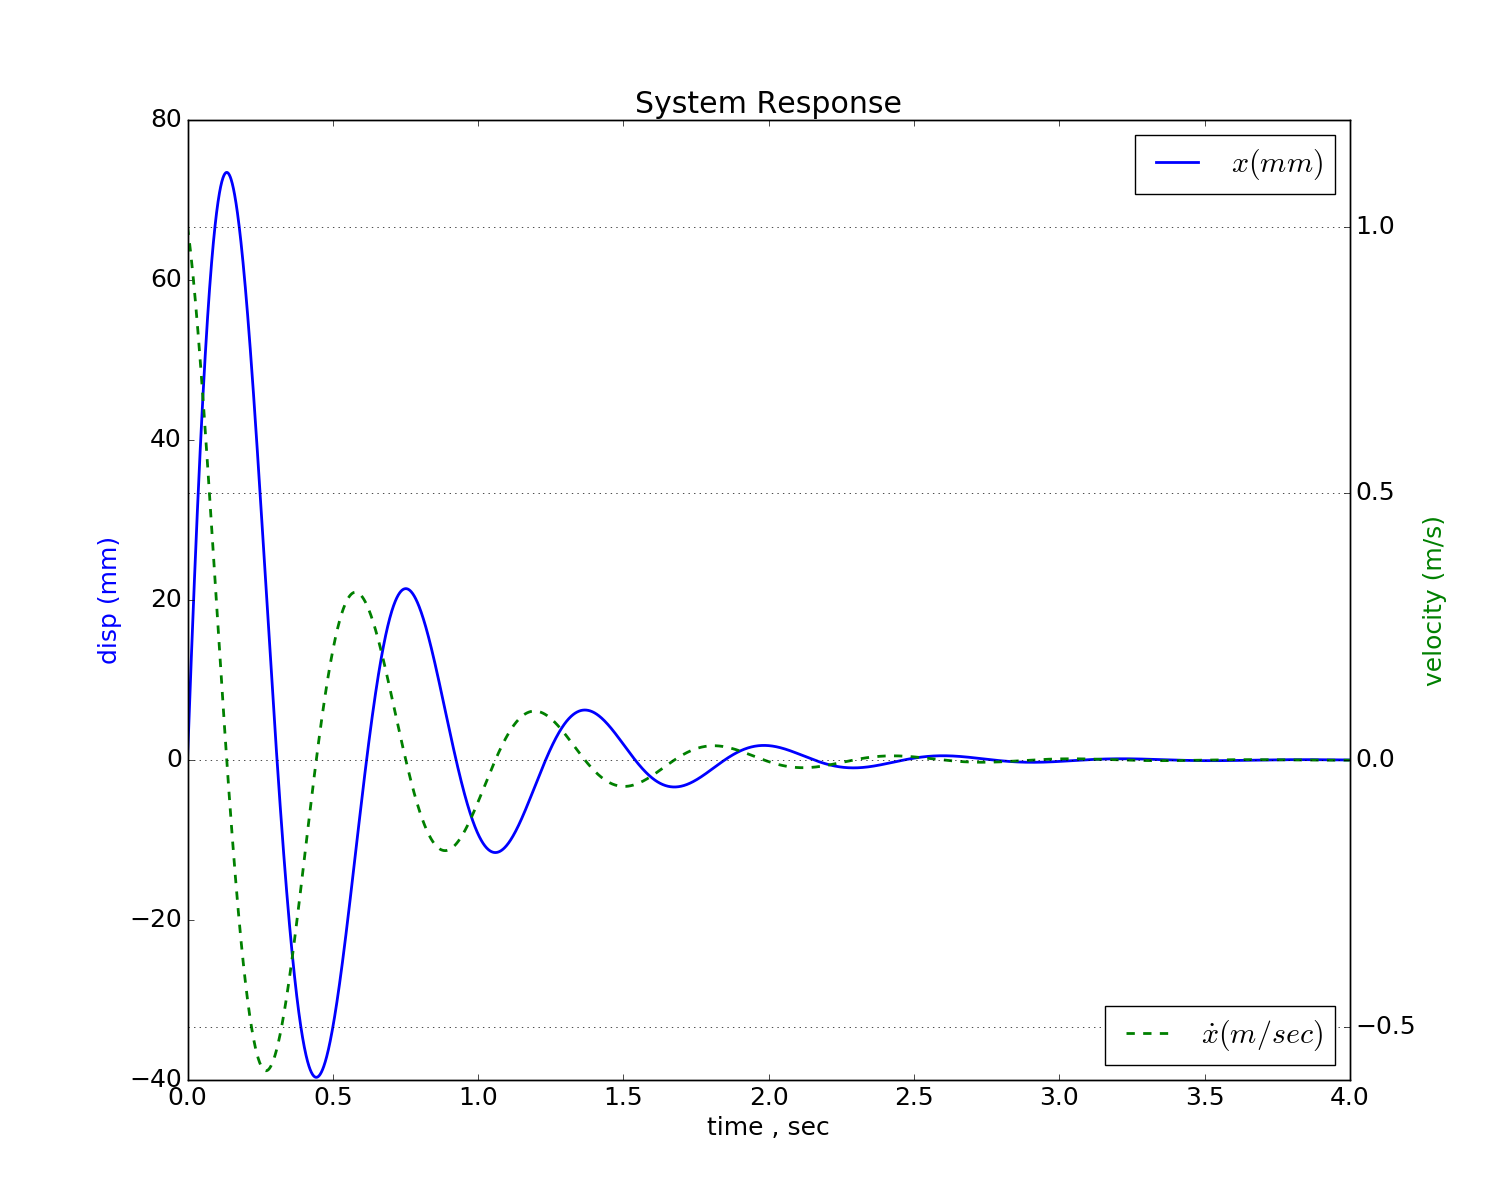 System Response
80
60
40
20
0
−20
−40
disp (mm)
x(mm)
1.0
0.5
0.0
−0.5
velocity (m/s)
ẋ(m/sec)
0.0 0.5 1.0 1.5 2.0 2.5 3.0 3.5 4.0
time , sec